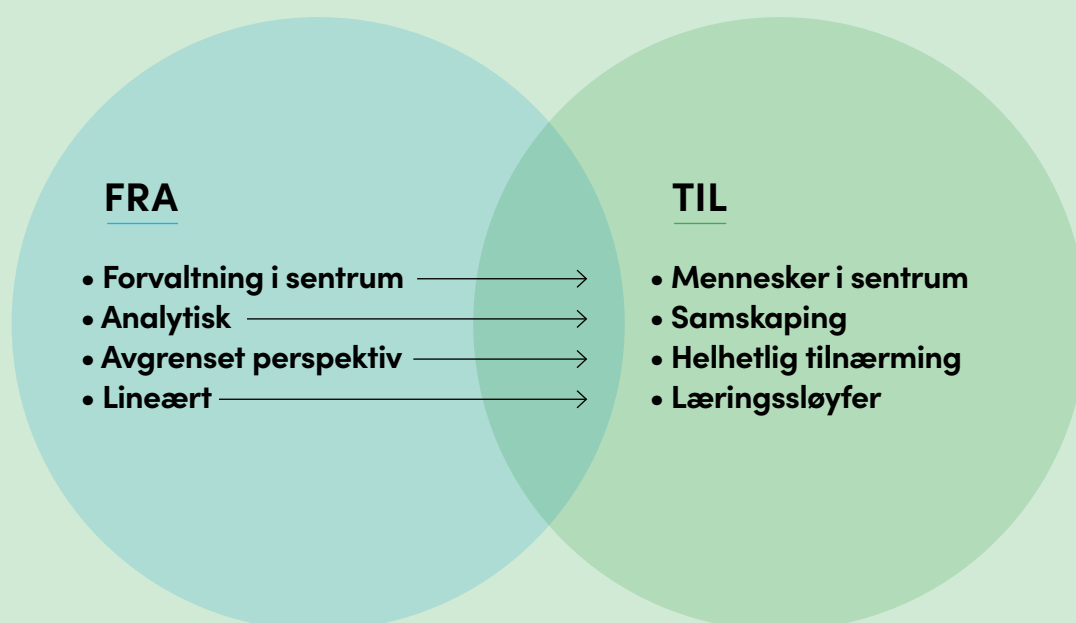 FRA
• Forvaltning i sentrum
• Analytisk
• Avgrenset perspektiv
• Lineært
TIL
• Mennesker i sentrum
• Samskaping
• Helhetlig tilnærming
• Læringssløyfer